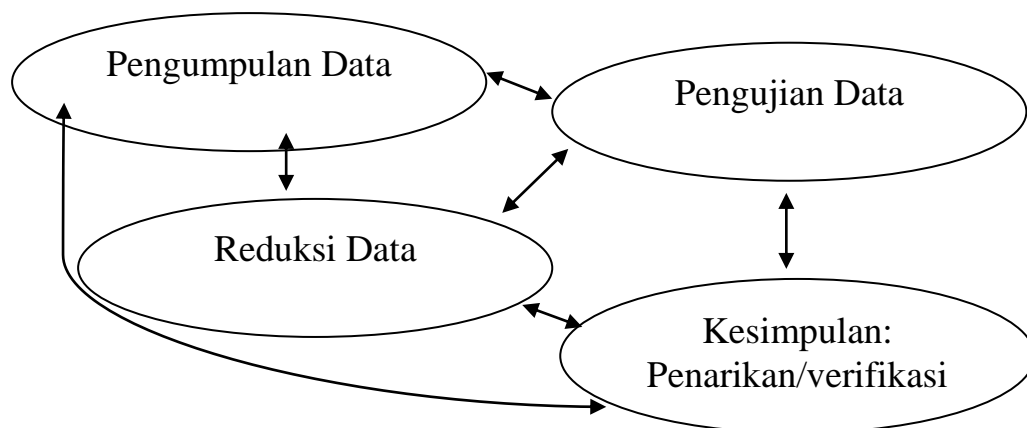 Pengumpulan Data
Pengujian Data
Reduksi Data
Kesimpulan:
Penarikan/verifikasi